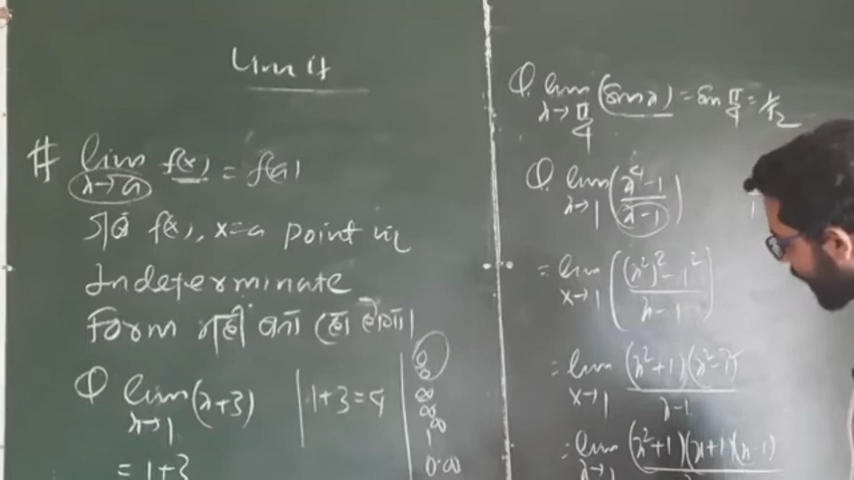 Limit
# lim x→a f(x) = f(a)
जब f(x), x=a point पर
Indeterminate
Form नहीं बना हो
Q lim x→1 (x+3) | 1+3=4
= 1+3
0/0
∞/∞
1^∞
0·∞
Q. lim x→π/4 (sin x) = sin π/4 = 1/√2
Q lim x→1 (x^4-1/x-1)
= lim x→1 ((x²)²-1²/x-1)
= lim x→1 (x²+1)(x²-1)/x-1
= lim x→1 (x²+1)(x+1)(x-1)